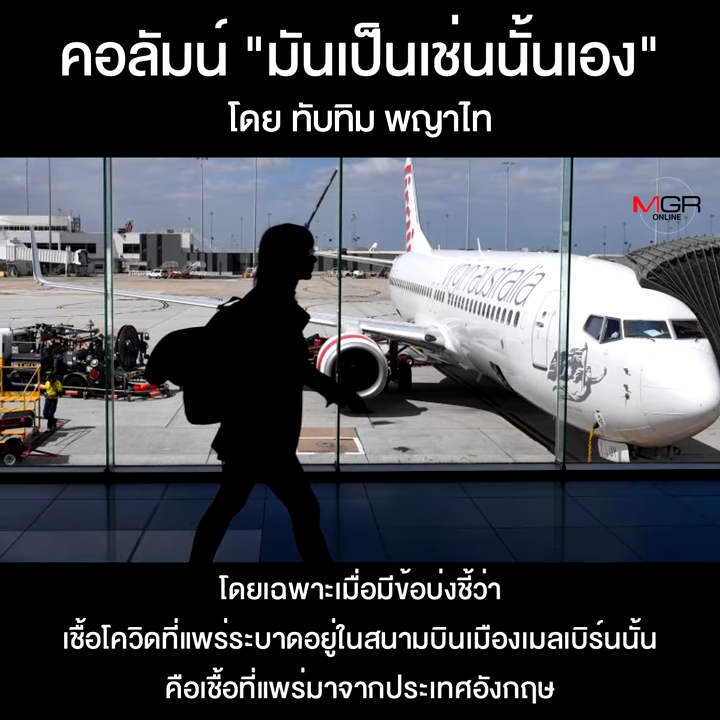 คอลัมน์ "มันเป็นเช่นนั้นเอง"
โดย ทับทิม พญาไท
MGR
ONLINE
virgin australia
โดยเฉพาะเมื่อมีข้อบ่งชี้ว่า
เชื้อโควิดที่แพร่ระบาดอยู่ในสนามบินเมืองเมลเบิร์นนั้น
คือเชื้อที่แพร่มาจากประเทศอังกฤษ